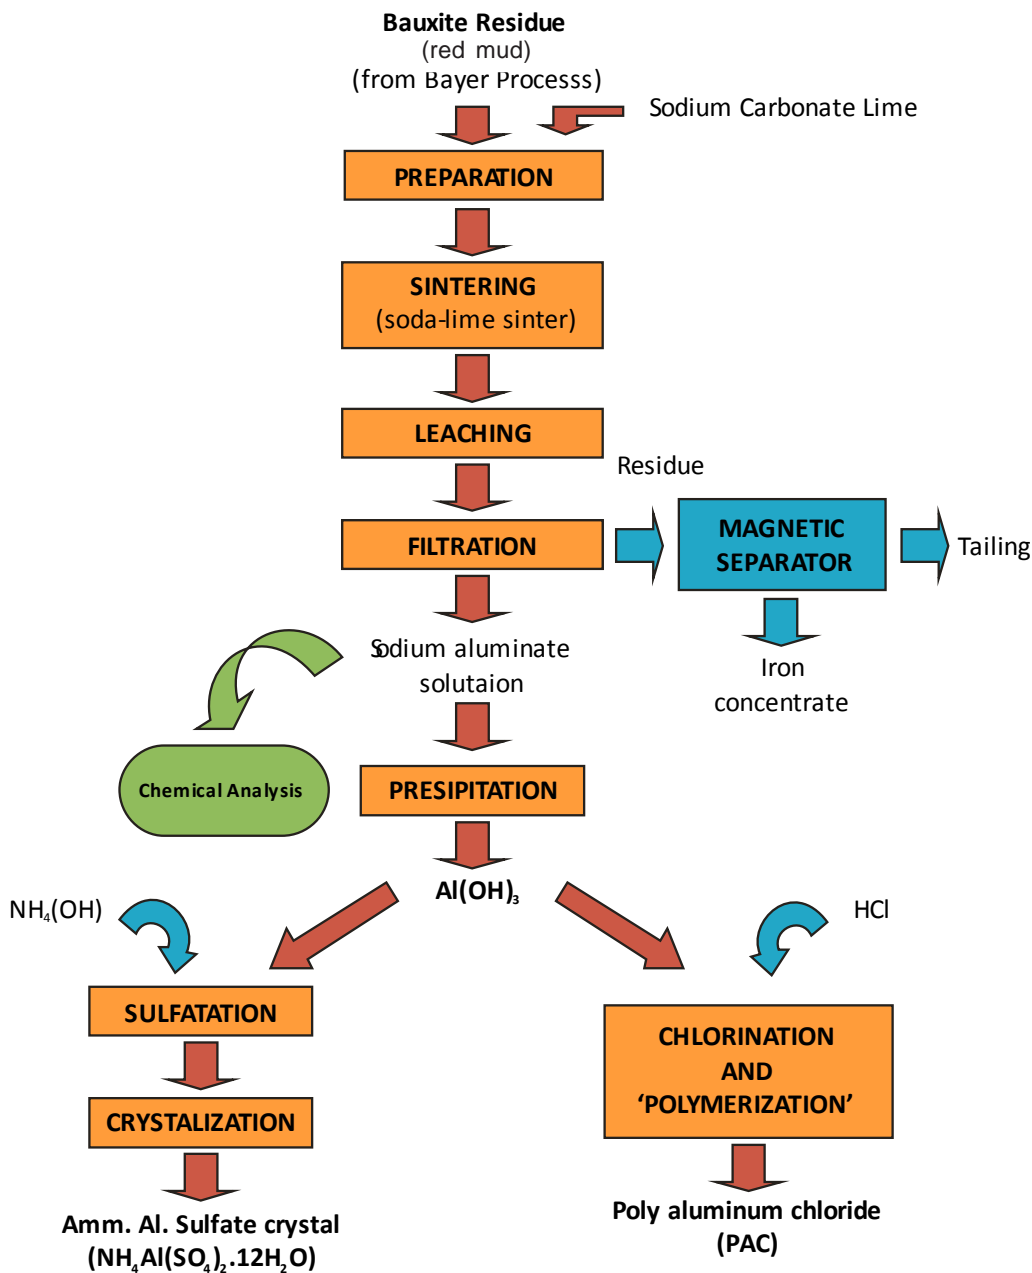 Bauxite Residue
(red mud)
(from Bayer Processs)
Sodium Carbonate Lime
PREPARATION
SINTERING
(soda-lime sinter)
LEACHING
Residue
FILTRATION
MAGNETIC
SEPARATOR
Tailing
Sodium aluminate
solutaion
Iron
concentrate
Chemical Analysis
PRESIPITATION
Al(OH)₃
NH₄(OH)
HCl
SULFATATION
CHLORINATION
AND
‘POLYMERIZATION’
CRYSTALIZATION
Amm. Al. Sulfate crystal
(NH₄Al(SO₄)₂.12H₂O)
Poly aluminum chloride
(PAC)